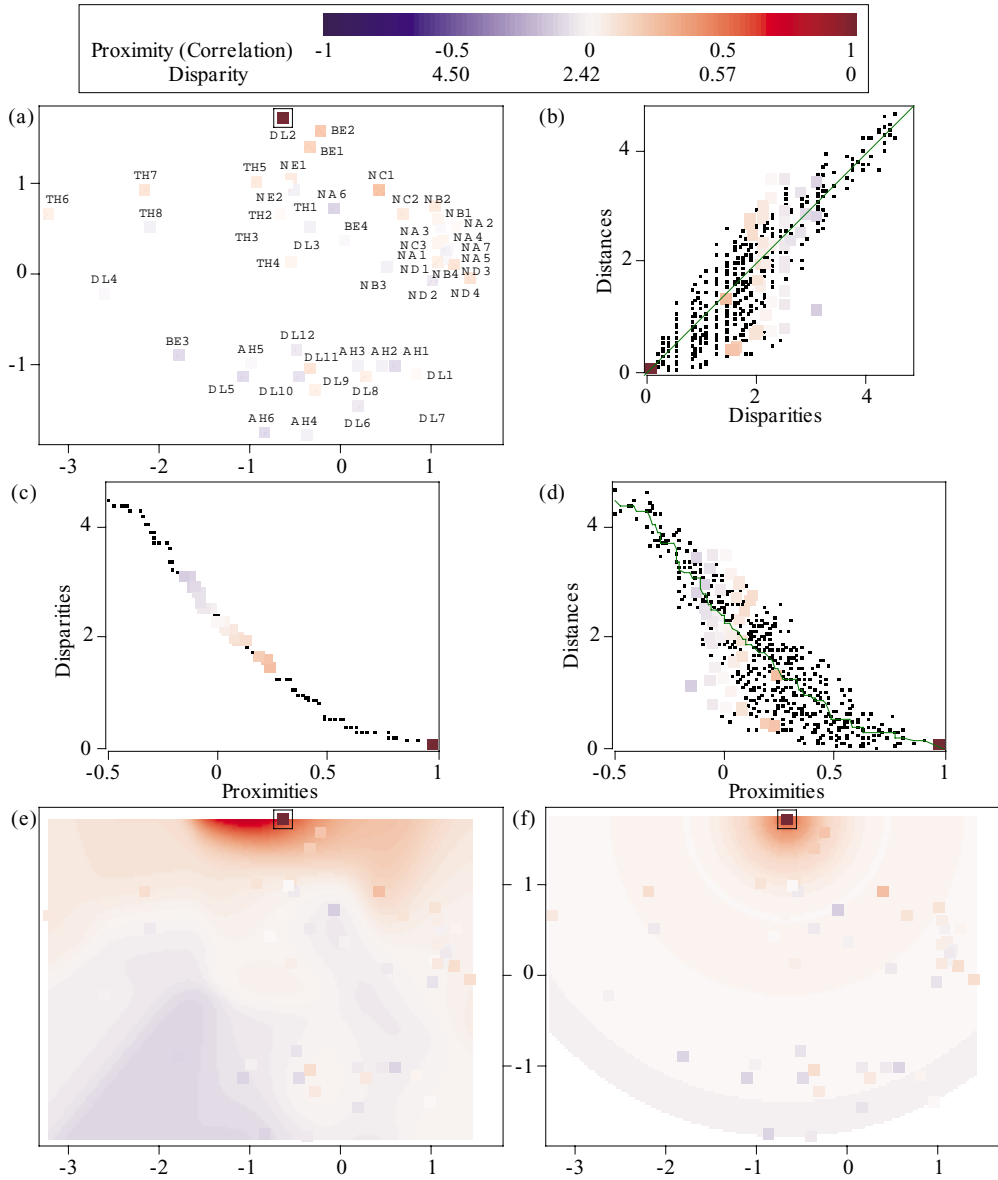 Proximity (Correlation) -1 -0.5 0 0.5 1
Disparity 4.50 2.42 0.57 0
(a)
DL2 BE2
BE1
TH7 TH5 NE1 NC1
TH6 NE2 NA6 NC2 NB2
TH8 TH2 TH1 NB1
BE4 NA3 NA2
TH3 DL3 NC3 NA4
NA1 NA7
TH4 ND1 NA5
DL4 NB3 NB4 ND3
ND2 ND4
BE3 AH5 DL12 AH3 AH2 AH1
DL11 DL1
DL5 DL10 DL9 DL8
AH6 AH4 DL6 DL7
1
0
-1
-3 -2 -1 0 1
(b)
Distances
4
2
0
0 2 4
Disparities
(c)
Disparities
4
2
0
-0.5 0 0.5 1
Proximities
(d)
Distances
4
2
0
-0.5 0 0.5 1
Proximities
(e)
-3 -2 -1 0 1
(f)
1
0
-1
-3 -2 -1 0 1